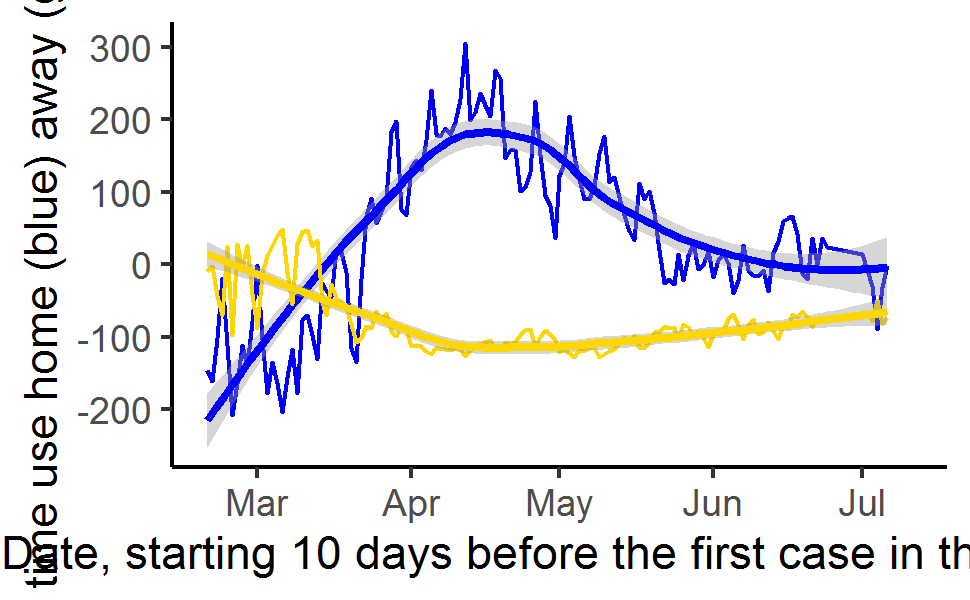 time use home (blue) away (g
300
200
100
0
-100
-200
Mar Apr May Jun Jul
Date, starting 10 days before the first case in th